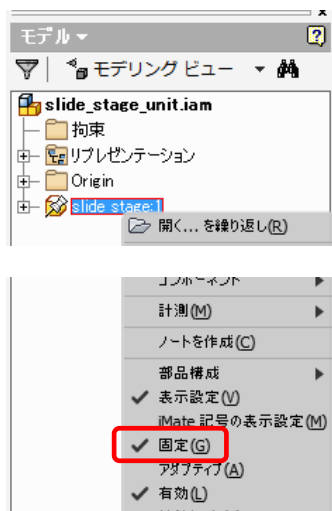 モデル
モデリング ビュー
slide_stage_unit.iam
拘束
リプレゼンテーション
Origin
slide stage:1
開く... を繰り返し(R)
コンポーネント
計測(M)
ノートを作成(C)
部品構成
表示設定(V)
iMate 記号の表示設定(M)
固定(G)
アダプティブ(A)
有効(L)